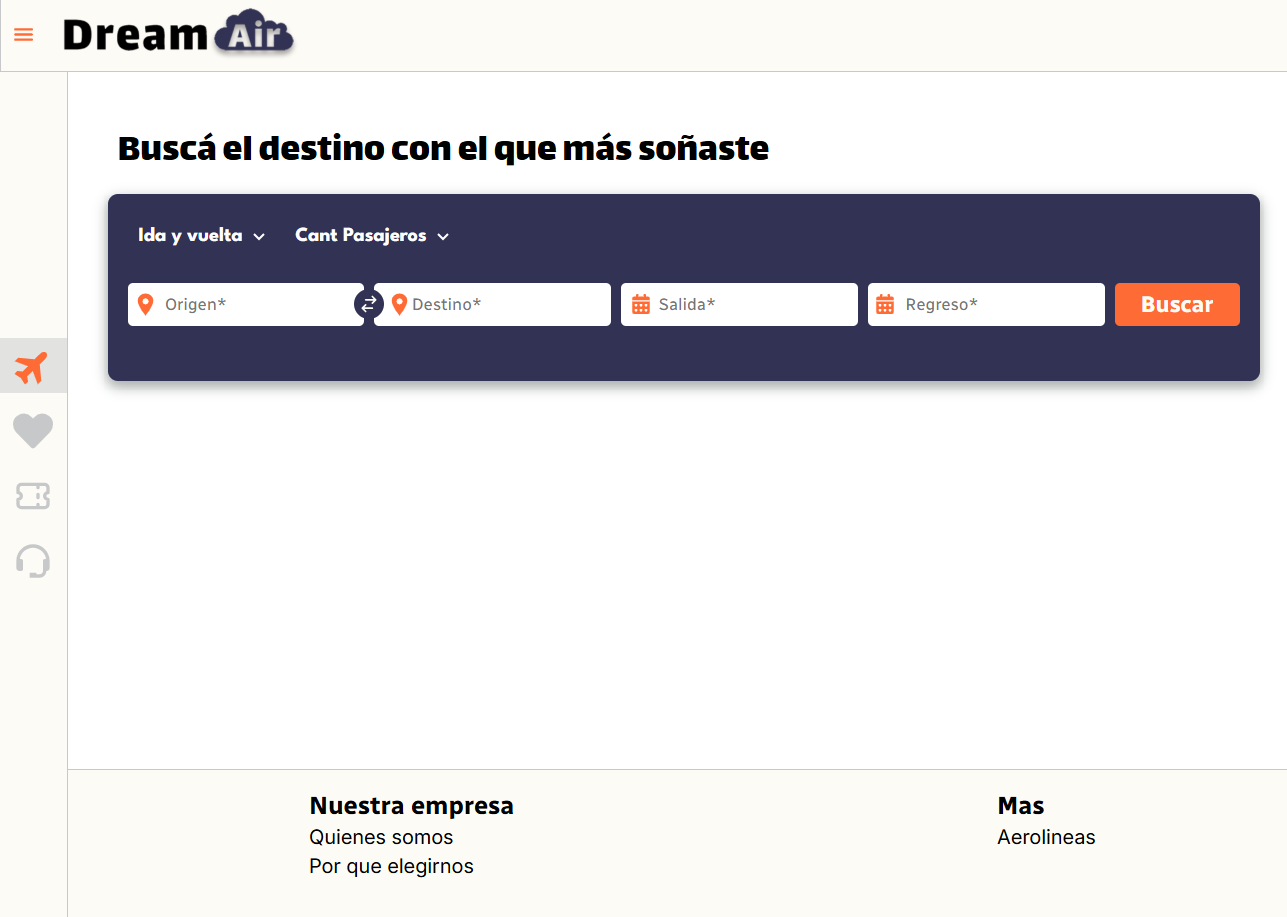 Dream Air
Buscá el destino con el que más soñaste
Ida y vuelta Cant Pasajeros
Origen* Destino* Salida* Regreso* Buscar
Nuestra empresa
Quienes somos
Por que elegirnos
Mas
Aerolineas